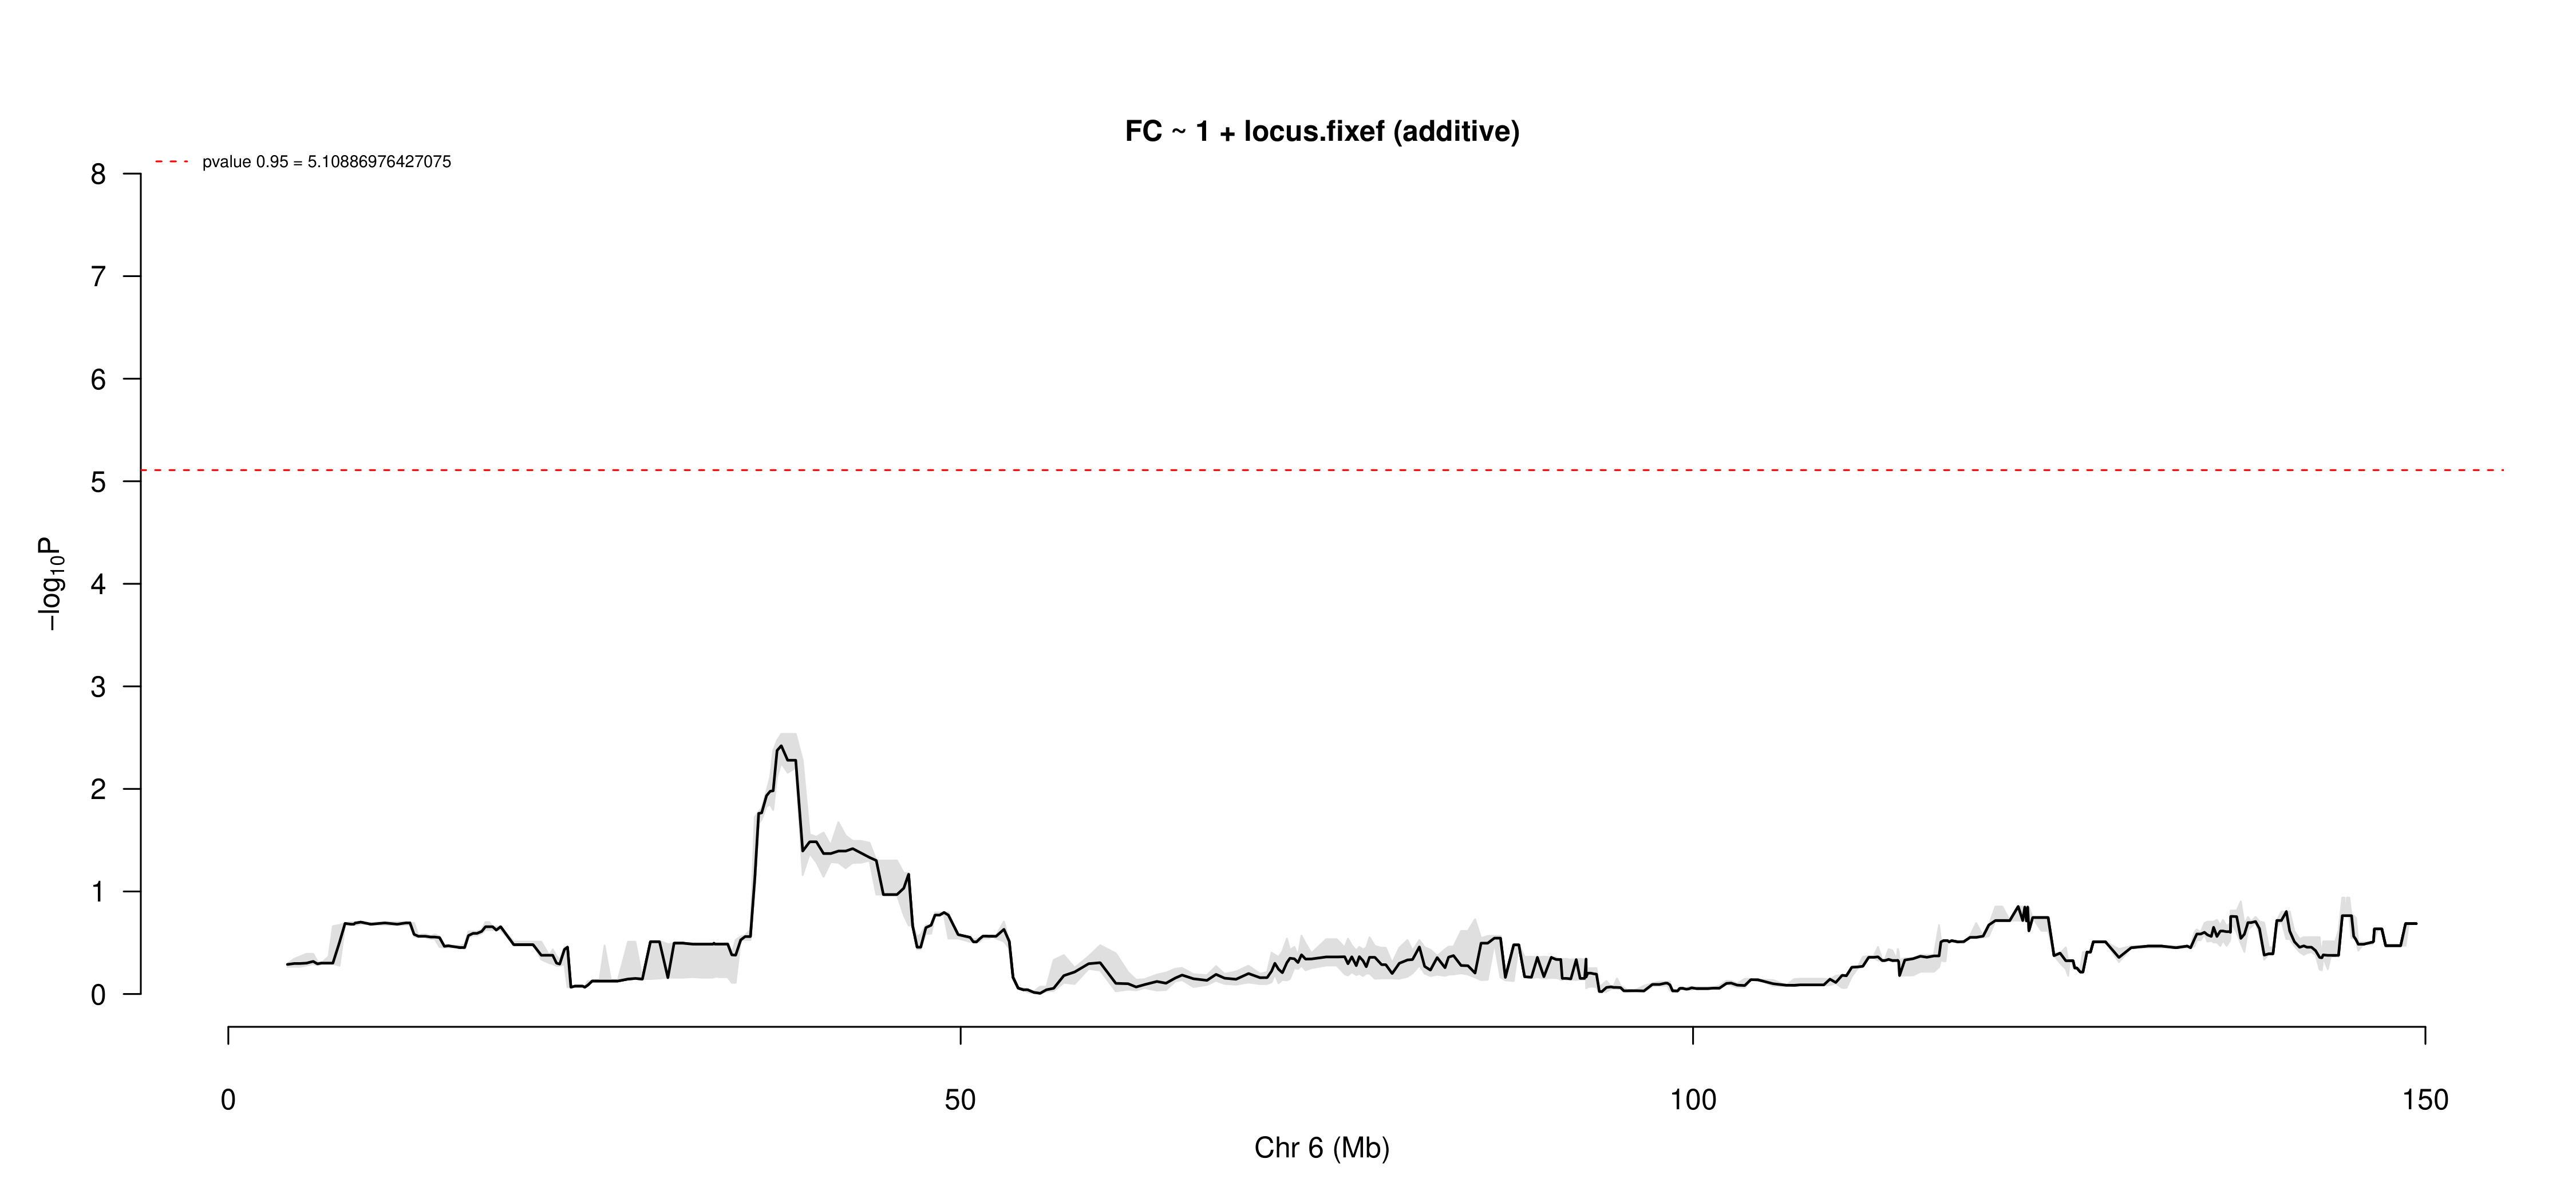 FC ~ 1 + locus.fixef (additive)
pvalue 0.95 = 5.10886976427075
8
7
6
5
4
3
2
1
0
−log10P
0 50 100 150
Chr 6 (Mb)